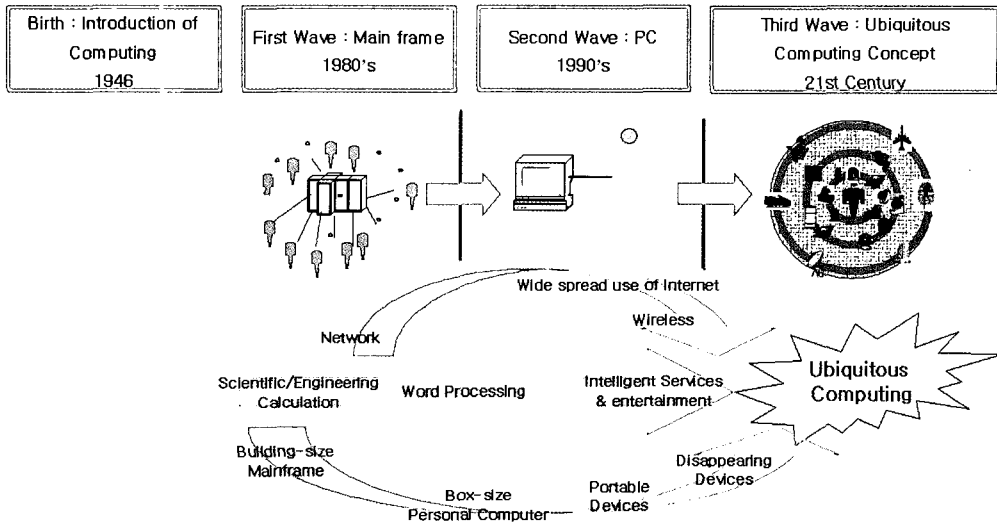 Birth : Introduction of
Computing
1946
First Wave : Main frame
1980's
Second Wave : PC
1990's
Third Wave : Ubiquitous
Computing Concept
21st Century
Wide spread use of Internet
Wireless
Network
Scientific/Engineering
Calculation
Word Processing
Intelligent Services
& entertainment
Ubiquitous
Computing
Building-size
Mainframe
Disappearing
Devices
Box-size
Personal Computer
Portable
Devices